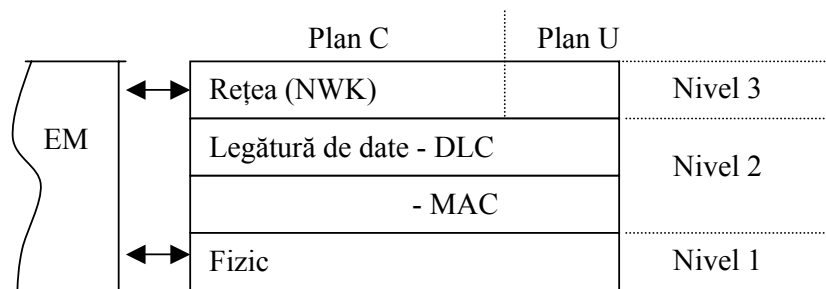 Plan C Plan U
Rețea (NWK) Nivel 3
EM
Legătură de date - DLC
Nivel 2
- MAC
Fizic Nivel 1